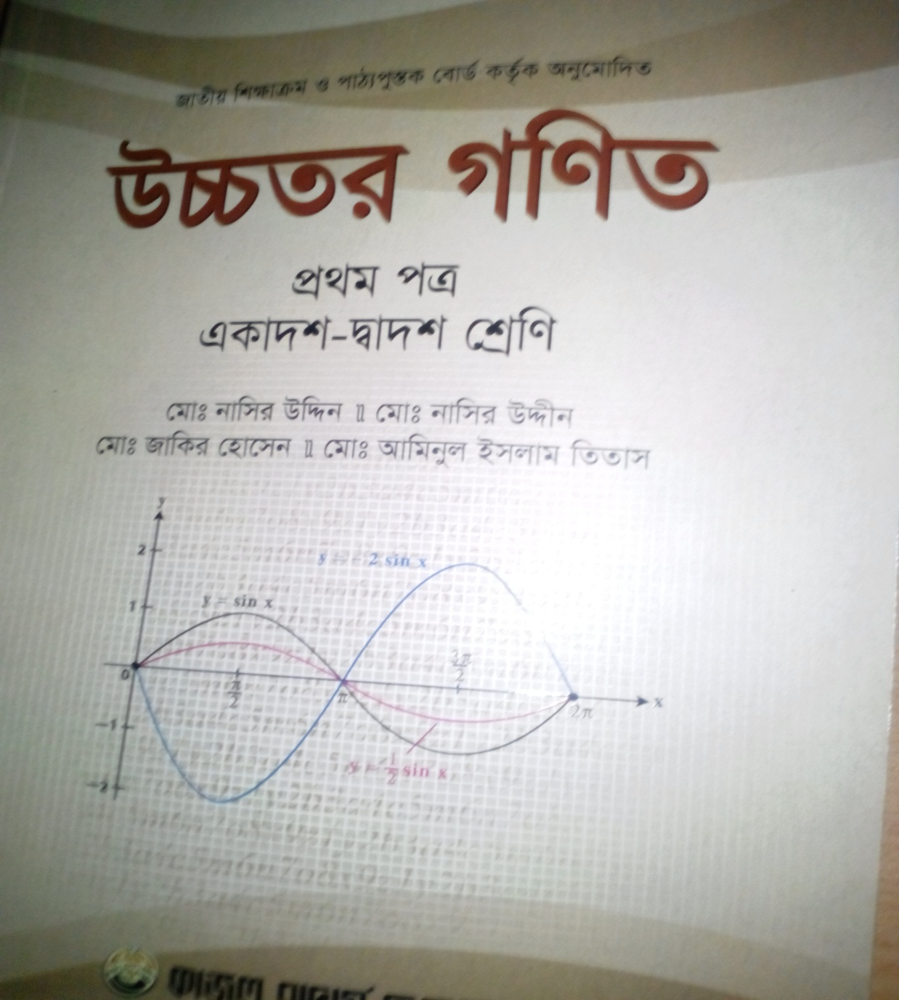 জাতীয় শিক্ষাক্রম ও পাঠ্যপুস্তক বোর্ড কর্তৃক অনুমোদিত
উচ্চতর গণিত
প্রথম পত্র
একাদশ-দ্বাদশ শ্রেণি
মোঃ নাসির উদ্দিন ॥ মোঃ নাসির উদ্দীন
মোঃ জাকির হোসেন ॥ মোঃ আমিনুল ইসলাম তিতাস
y
2
y = - 2 sin x
1
y = sin x
3π/2
0
π/2
π
x
2π
-1
y = 1/2 sin x
-2
কাজল ব্রাদার্স